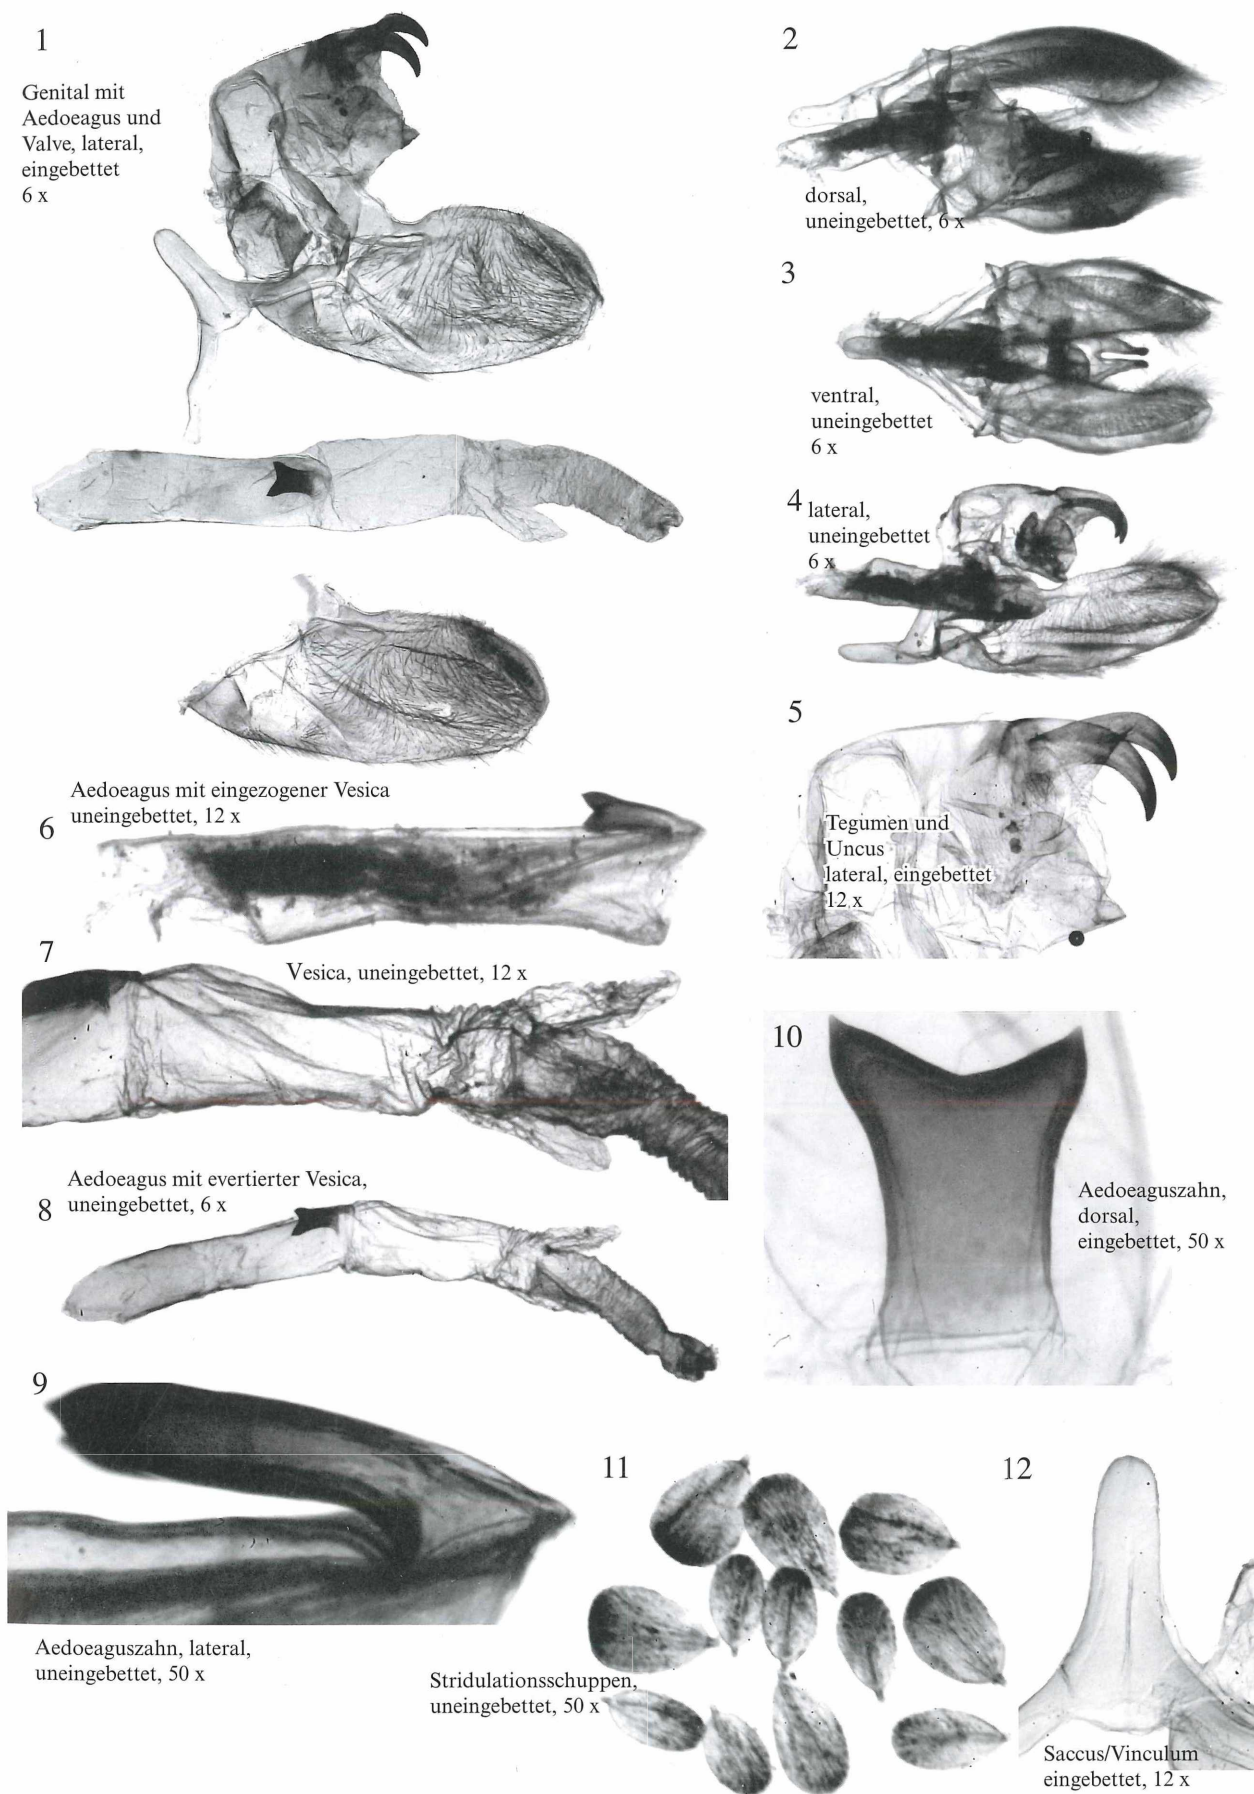 1
Genital mit
Aedoeagus und
Valve, lateral,
eingebettet
6 x
2
dorsal,
uneingebettet, 6 x
3
ventral,
uneingebettet
6 x
4
lateral,
uneingebettet
6 x
5
Tegumen und
Uncus
lateral, eingebettet
12 x
Aedoeagus mit eingezogener Vesica
uneingebettet, 12 x
6
7
Vesica, uneingebettet, 12 x
Aedoeagus mit evertierter Vesica,
uneingebettet, 6 x
8
9
Aedoeaguszahn, lateral,
uneingebettet, 50 x
10
Aedoeaguszahn,
dorsal,
eingebettet, 50 x
11
Stridulationsschuppen,
uneingebettet, 50 x
12
Saccus/Vinculum
eingebettet, 12 x